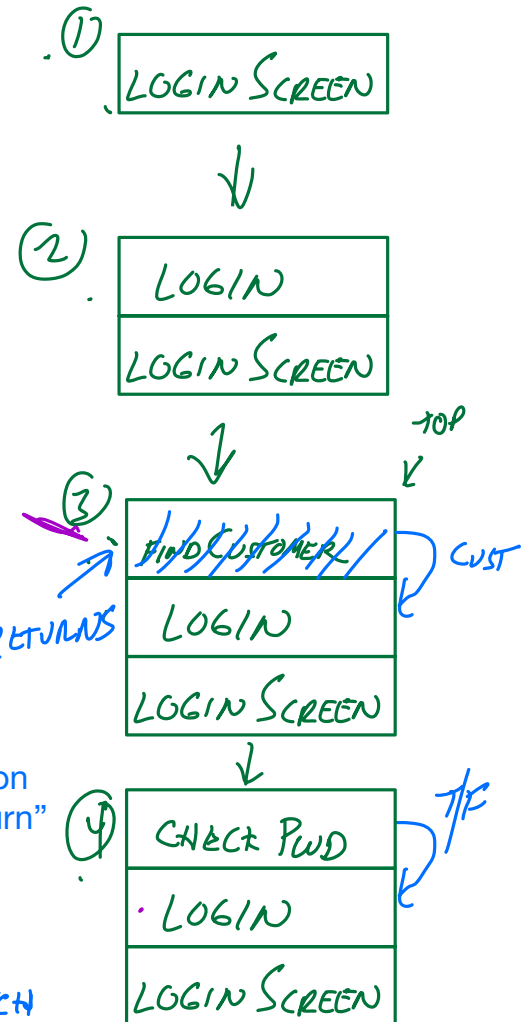 1
LOGIN SCREEN
2
LOGIN
LOGIN SCREEN
TOP
3
FIND CUSTOMER
CUST
RETURNS
LOGIN
LOGIN SCREEN
on
urn”
4
CHECK PWD
T/F
LOGIN
LOGIN SCREEN